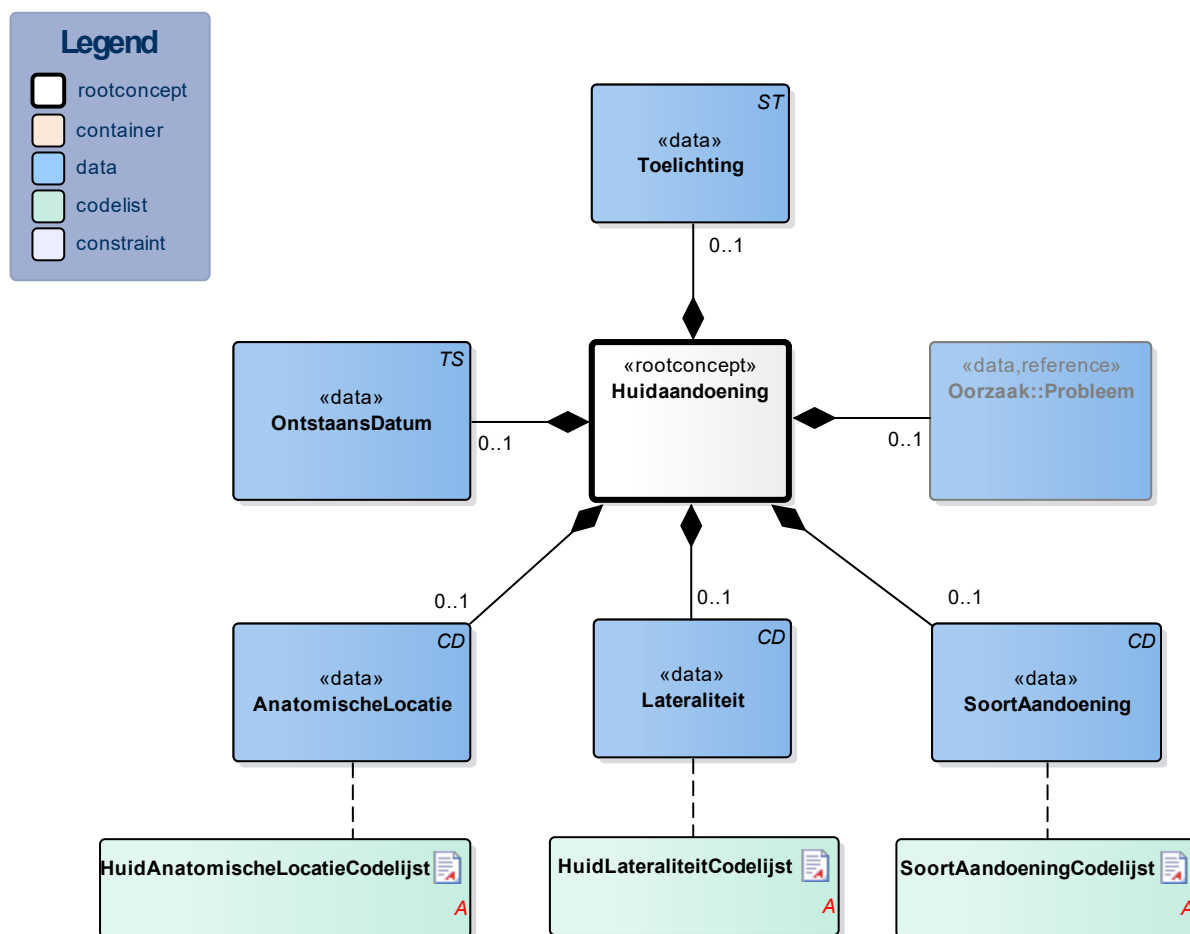 Legend
rootconcept
container
data
codelist
constraint
ST
«data»
Toelichting
0..1
TS
«data»
OntstaansDatum
0..1
«rootconcept»
Huidaandoening
«data,reference»
Oorzaak::Probleem
0..1
0..1
0..1
0..1
CD
«data»
AnatomischeLocatie
CD
«data»
Lateraliteit
CD
«data»
SoortAandoening
HuidAnatomischeLocatieCodelijst
A
HuidLateraliteitCodelijst
A
SoortAandoeningCodelijst
A